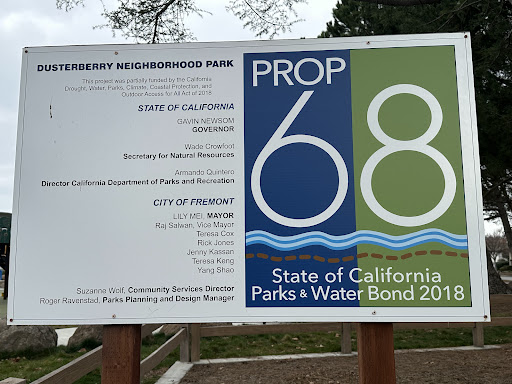 DUSTERBERRY NEIGHBORHOOD PARK
This project was partially funded by the California
Drought, Water, Parks, Climate, Coastal Protection, and
Outdoor Access for All Act of 2018
STATE OF CALIFORNIA
GAVIN NEWSOM
GOVERNOR
Wade Crowfoot
Secretary for Natural Resources
Armando Quintero
Director California Department of Parks and Recreation
CITY OF FREMONT
LILY MEI, MAYOR
Raj Salwan, Vice Mayor
Teresa Cox
Rick Jones
Jenny Kassan
Teresa Keng
Yang Shao
Suzanne Wolf, Community Services Director
Roger Ravenstad, Parks Planning and Design Manager
PROP
68
State of California
Parks & Water Bond 2018